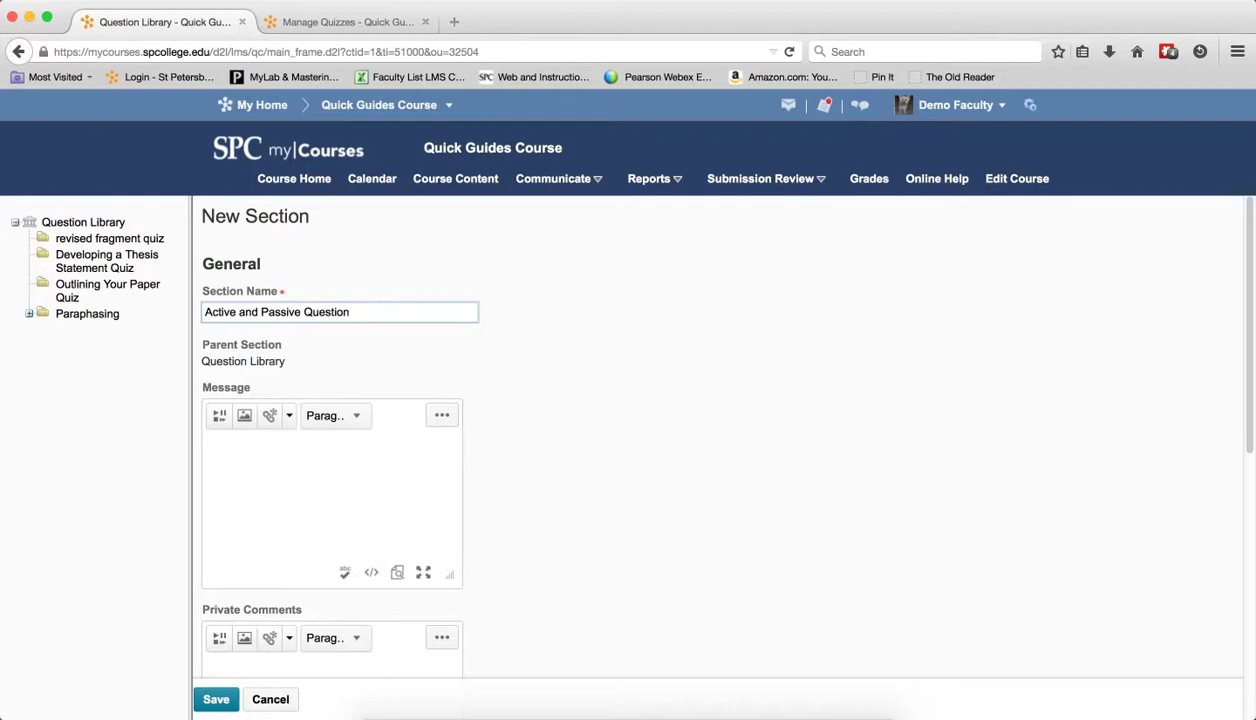 Question Library - Quick Gu...
Manage Quizzes - Quick Gu...
https://mycourses.spcollege.edu/d2l/lms/qc/main_frame.d2l?ctid=1&ti=51000&ou=32504
Search
Most Visited
Login - St Petersb...
MyLab & Masterin...
Faculty List LMS C...
SPC Web and Instructio...
Pearson Webex E...
Amazon.com: You...
Pin It
The Old Reader
My Home
Quick Guides Course
Demo Faculty
SPC my|Courses
Quick Guides Course
Course Home
Calendar
Course Content
Communicate
Reports
Submission Review
Grades
Online Help
Edit Course
Question Library
revised fragment quiz
Developing a Thesis
Statement Quiz
Outlining Your Paper
Quiz
Paraphasing
New Section
General
Section Name *
Active and Passive Question
Parent Section
Question Library
Message
Parag..
abc
Private Comments
Parag..
Save
Cancel